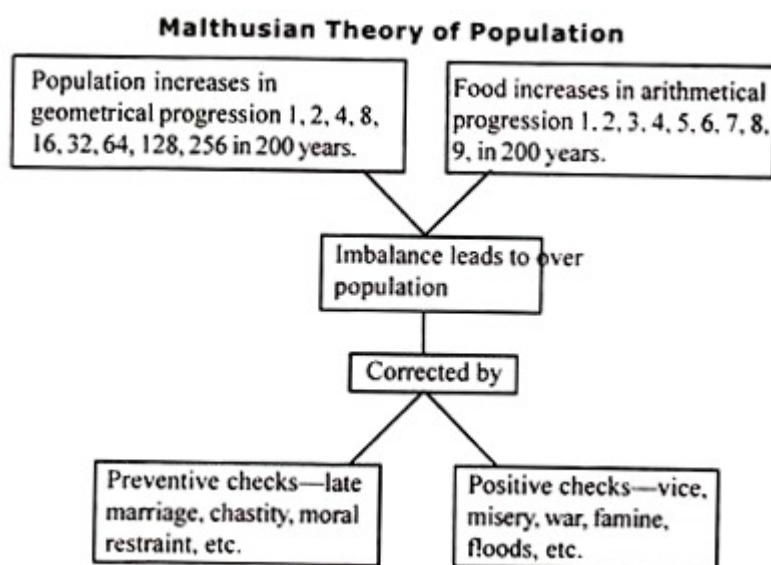 Malthusian Theory of Population
Population increases in
geometrical progression 1, 2, 4, 8,
16, 32, 64, 128, 256 in 200 years.
Food increases in arithmetical
progression 1, 2, 3. 4, 5, 6, 7, 8,
9, in 200 years.
Imbalance leads to over
population
Corrected by
Preventive checks—late
marriage, chastity, moral
restraint, etc.
Positive checks—vice,
misery, war, famine,
floods, etc.